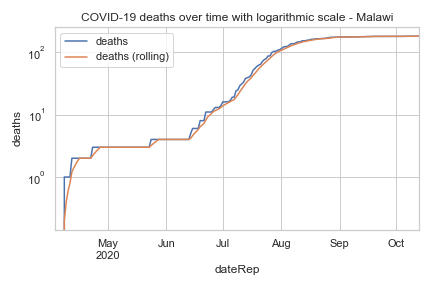 COVID-19 deaths over time with logarithmic scale - Malawi
deaths
deaths (rolling)
deaths
10²
10¹
10⁰
May
2020
Jun
Jul
Aug
Sep
Oct
dateRep